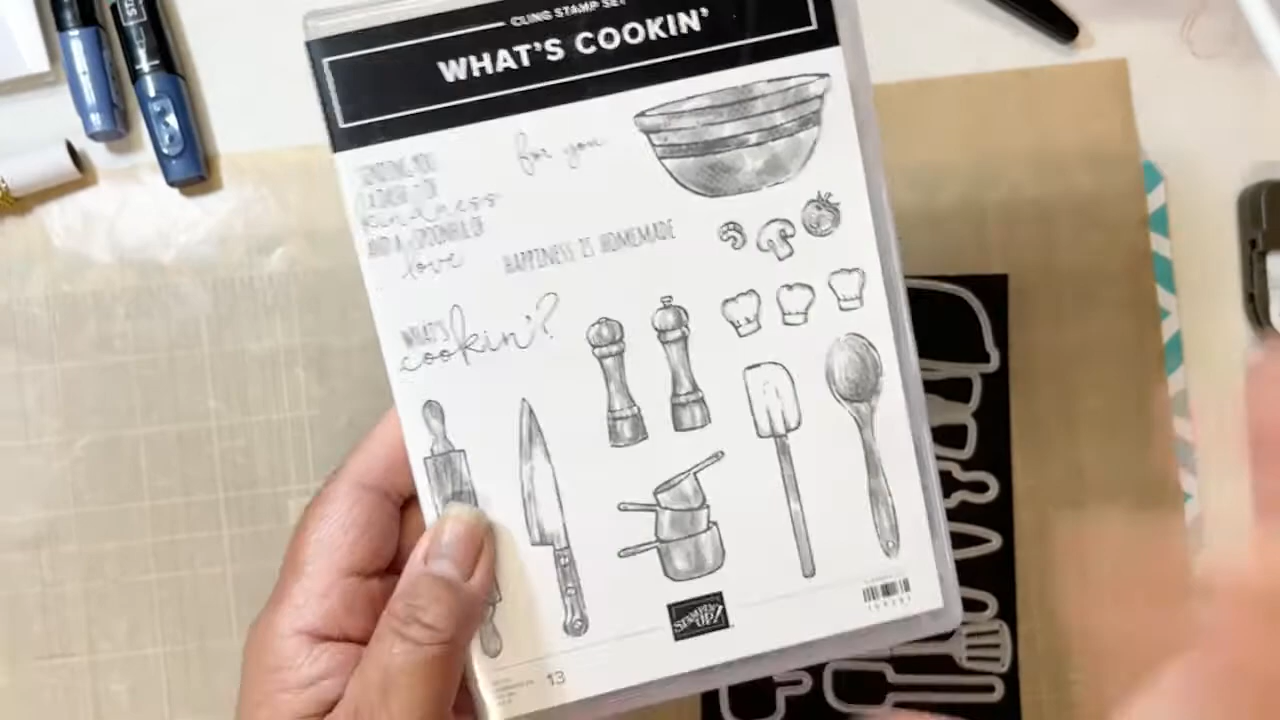 CLING STAMP SET
WHAT'S COOKIN'
for you
SENDING YOU
A DASH OF
kindness
AND A SPOONFUL OF
love
HAPPINESS IS HOMEMADE
WHAT'S
cookin'?
STAMPIN' UP!
13